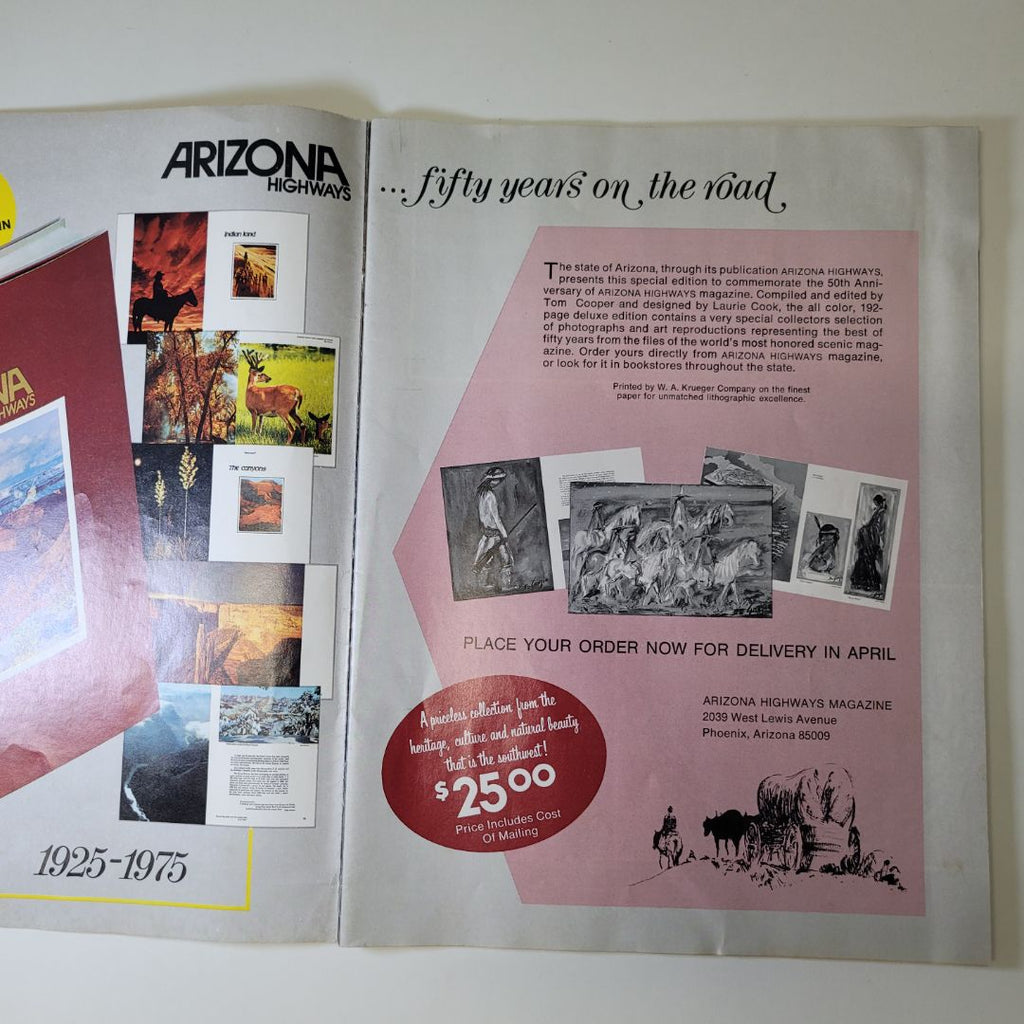 IN
ARIZONA
HIGHWAYS
Indian land
NA
HWAYS
The canyons
1925-1975
... fifty years on the road,
The state of Arizona, through its publication ARIZONA HIGHWAYS,
presents this special edition to commemorate the 50th Anni-
versary of ARIZONA HIGHWAYS magazine. Compiled and edited by
Tom Cooper and designed by Laurie Cook, the all color, 192-
page deluxe edition contains a very special collectors selection
of photographs and art reproductions representing the best of
fifty years from the files of the world's most honored scenic mag-
azine. Order yours directly from ARIZONA HIGHWAYS magazine,
or look for it in bookstores throughout the state.
Printed by W. A. Krueger Company on the finest
paper for unmatched lithographic excellence.
PLACE YOUR ORDER NOW FOR DELIVERY IN APRIL
A priceless collection from the
heritage, culture and natural beauty
that is the southwest!
$2500
Price Includes Cost
Of Mailing
ARIZONA HIGHWAYS MAGAZINE
2039 West Lewis Avenue
Phoenix, Arizona 85009